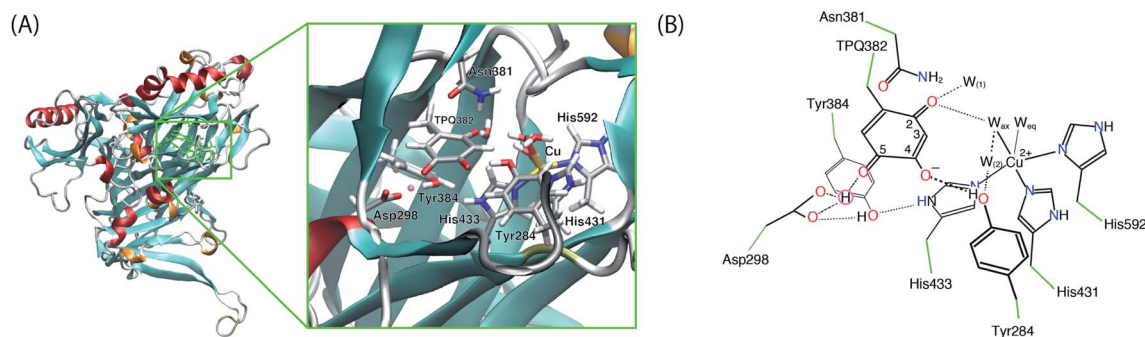 (A)
Asn381
TPQ382
His592
Cu
Tyr384
Asp298
His433
His431
Tyr284
(B)
Asn381
TPQ382
O
NH₂
W(1)
Tyr384
O
2
3
Wax
Weq
NH
5
4
W(2)
Cu
2+
N
O
O
−
N
N
O
H
H
O
O
H
O
HN
NH
His592
Asp298
His433
His431
Tyr284